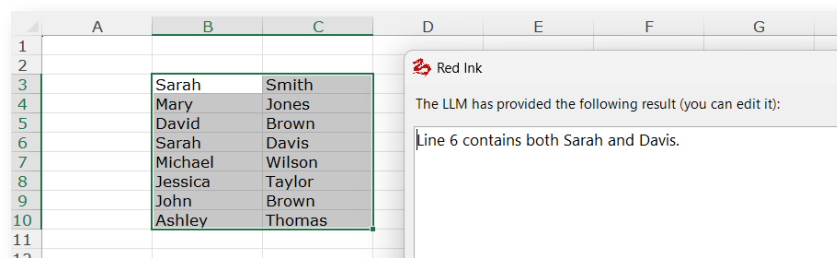 A B C D E F G
1
2
3 Sarah Smith
4 Mary Jones
5 David Brown
6 Sarah Davis
7 Michael Wilson
8 Jessica Taylor
9 John Brown
10 Ashley Thomas
11
12
Red Ink
The LLM has provided the following result (you can edit it):
Line 6 contains both Sarah and Davis.